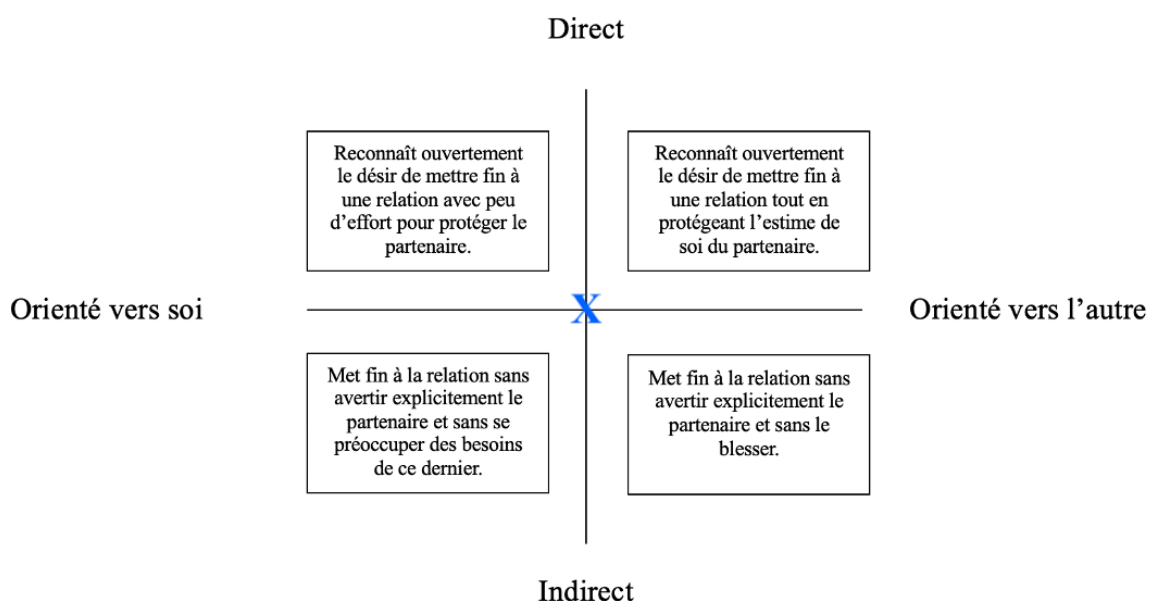 Direct
Reconnaît ouvertement
le désir de mettre fin à
une relation avec peu
d’effort pour protéger le
partenaire.
Reconnaît ouvertement
le désir de mettre fin à
une relation tout en
protégeant l’estime de
soi du partenaire.
Orienté vers soi
X
Orienté vers l’autre
Met fin à la relation sans
avertir explicitement le
partenaire et sans se
préoccuper des besoins
de ce dernier.
Met fin à la relation sans
avertir explicitement le
partenaire et sans le
blesser.
Indirect